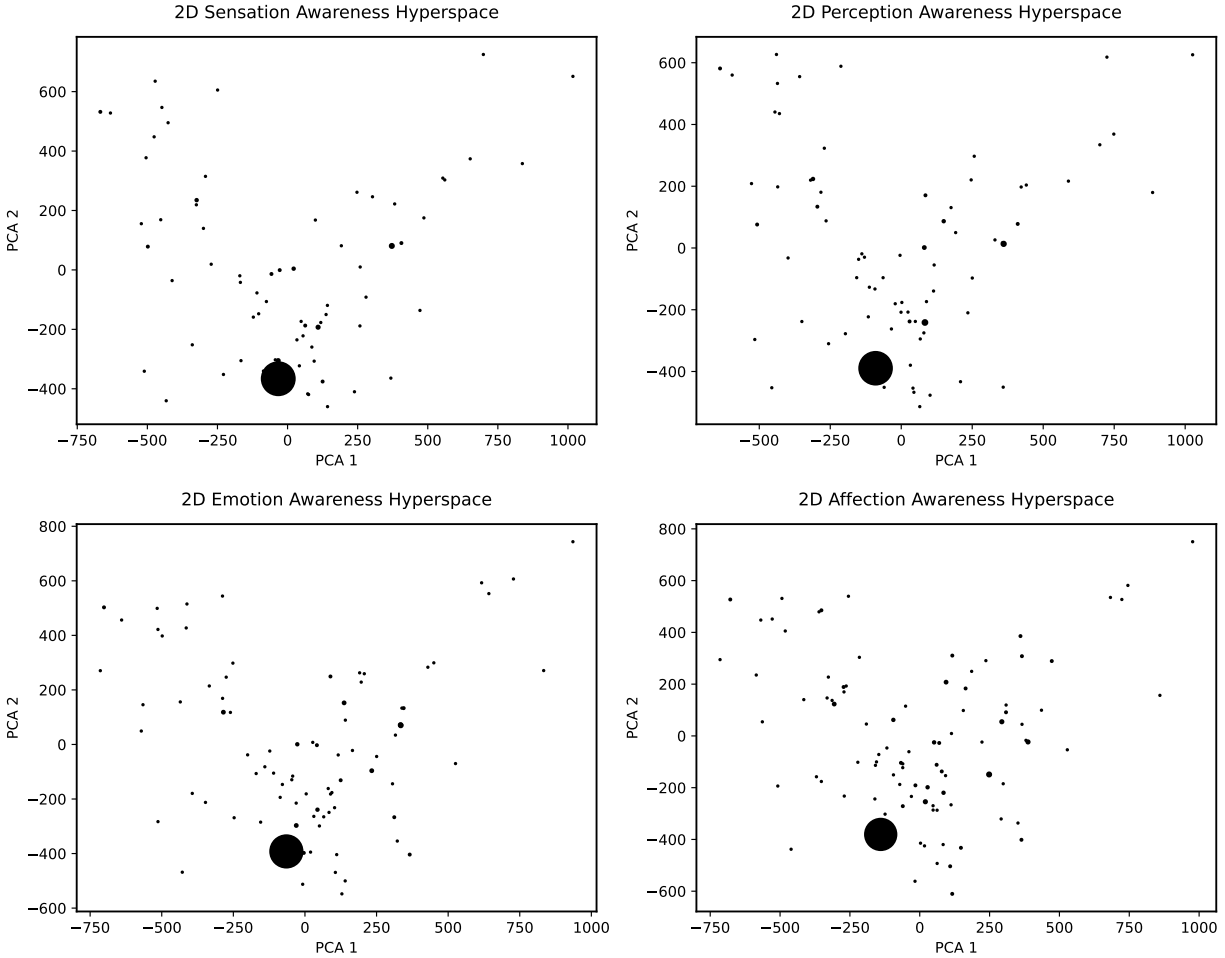 2D Sensation Awareness Hyperspace
PCA 2
600
400
200
0
−200
−400
−750 −500 −250 0 250 500 750 1000
PCA 1
2D Perception Awareness Hyperspace
PCA 2
600
400
200
0
−200
−400
−500 −250 0 250 500 750 1000
PCA 1
2D Emotion Awareness Hyperspace
PCA 2
800
600
400
200
0
−200
−400
−600
−750 −500 −250 0 250 500 750 1000
PCA 1
2D Affection Awareness Hyperspace
PCA 2
800
600
400
200
0
−200
−400
−600
−750 −500 −250 0 250 500 750 1000
PCA 1